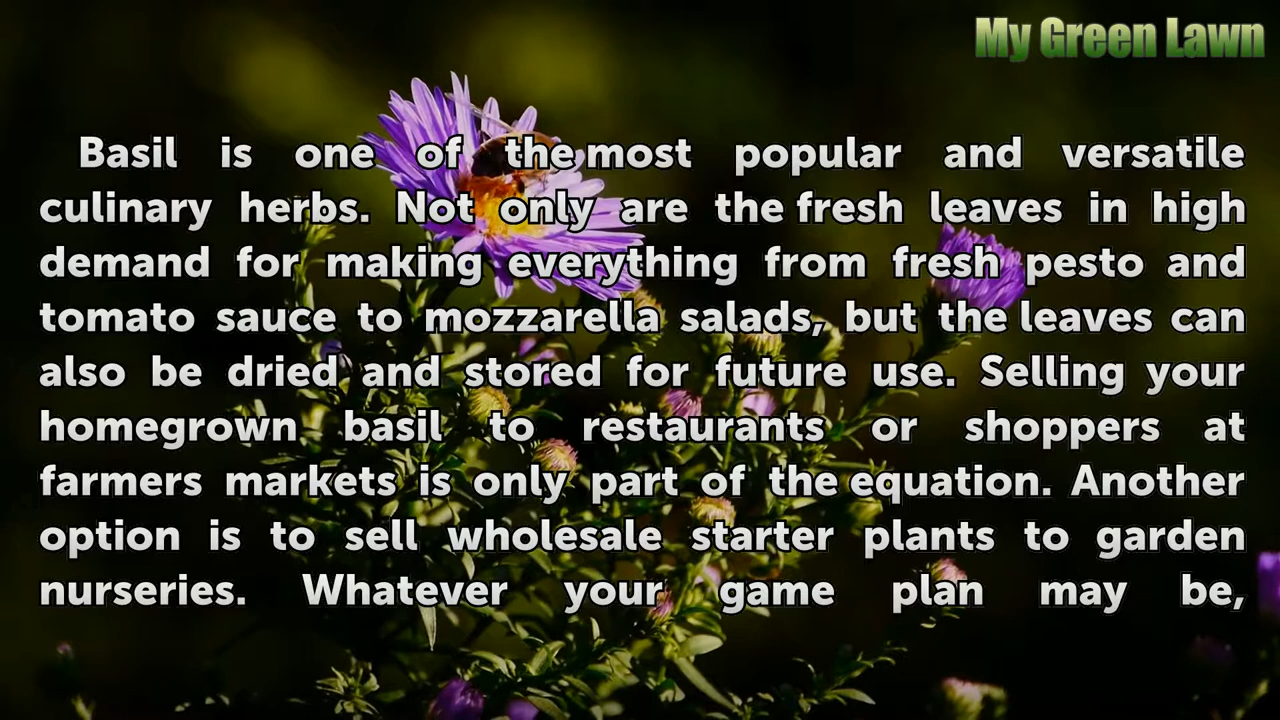 My Green Lawn
Basil is one of the most popular and versatile
culinary herbs. Not only are the fresh leaves in high
demand for making everything from fresh pesto and
tomato sauce to mozzarella salads, but the leaves can
also be dried and stored for future use. Selling your
homegrown basil to restaurants or shoppers at
farmers markets is only part of the equation. Another
option is to sell wholesale starter plants to garden
nurseries. Whatever your game plan may be,